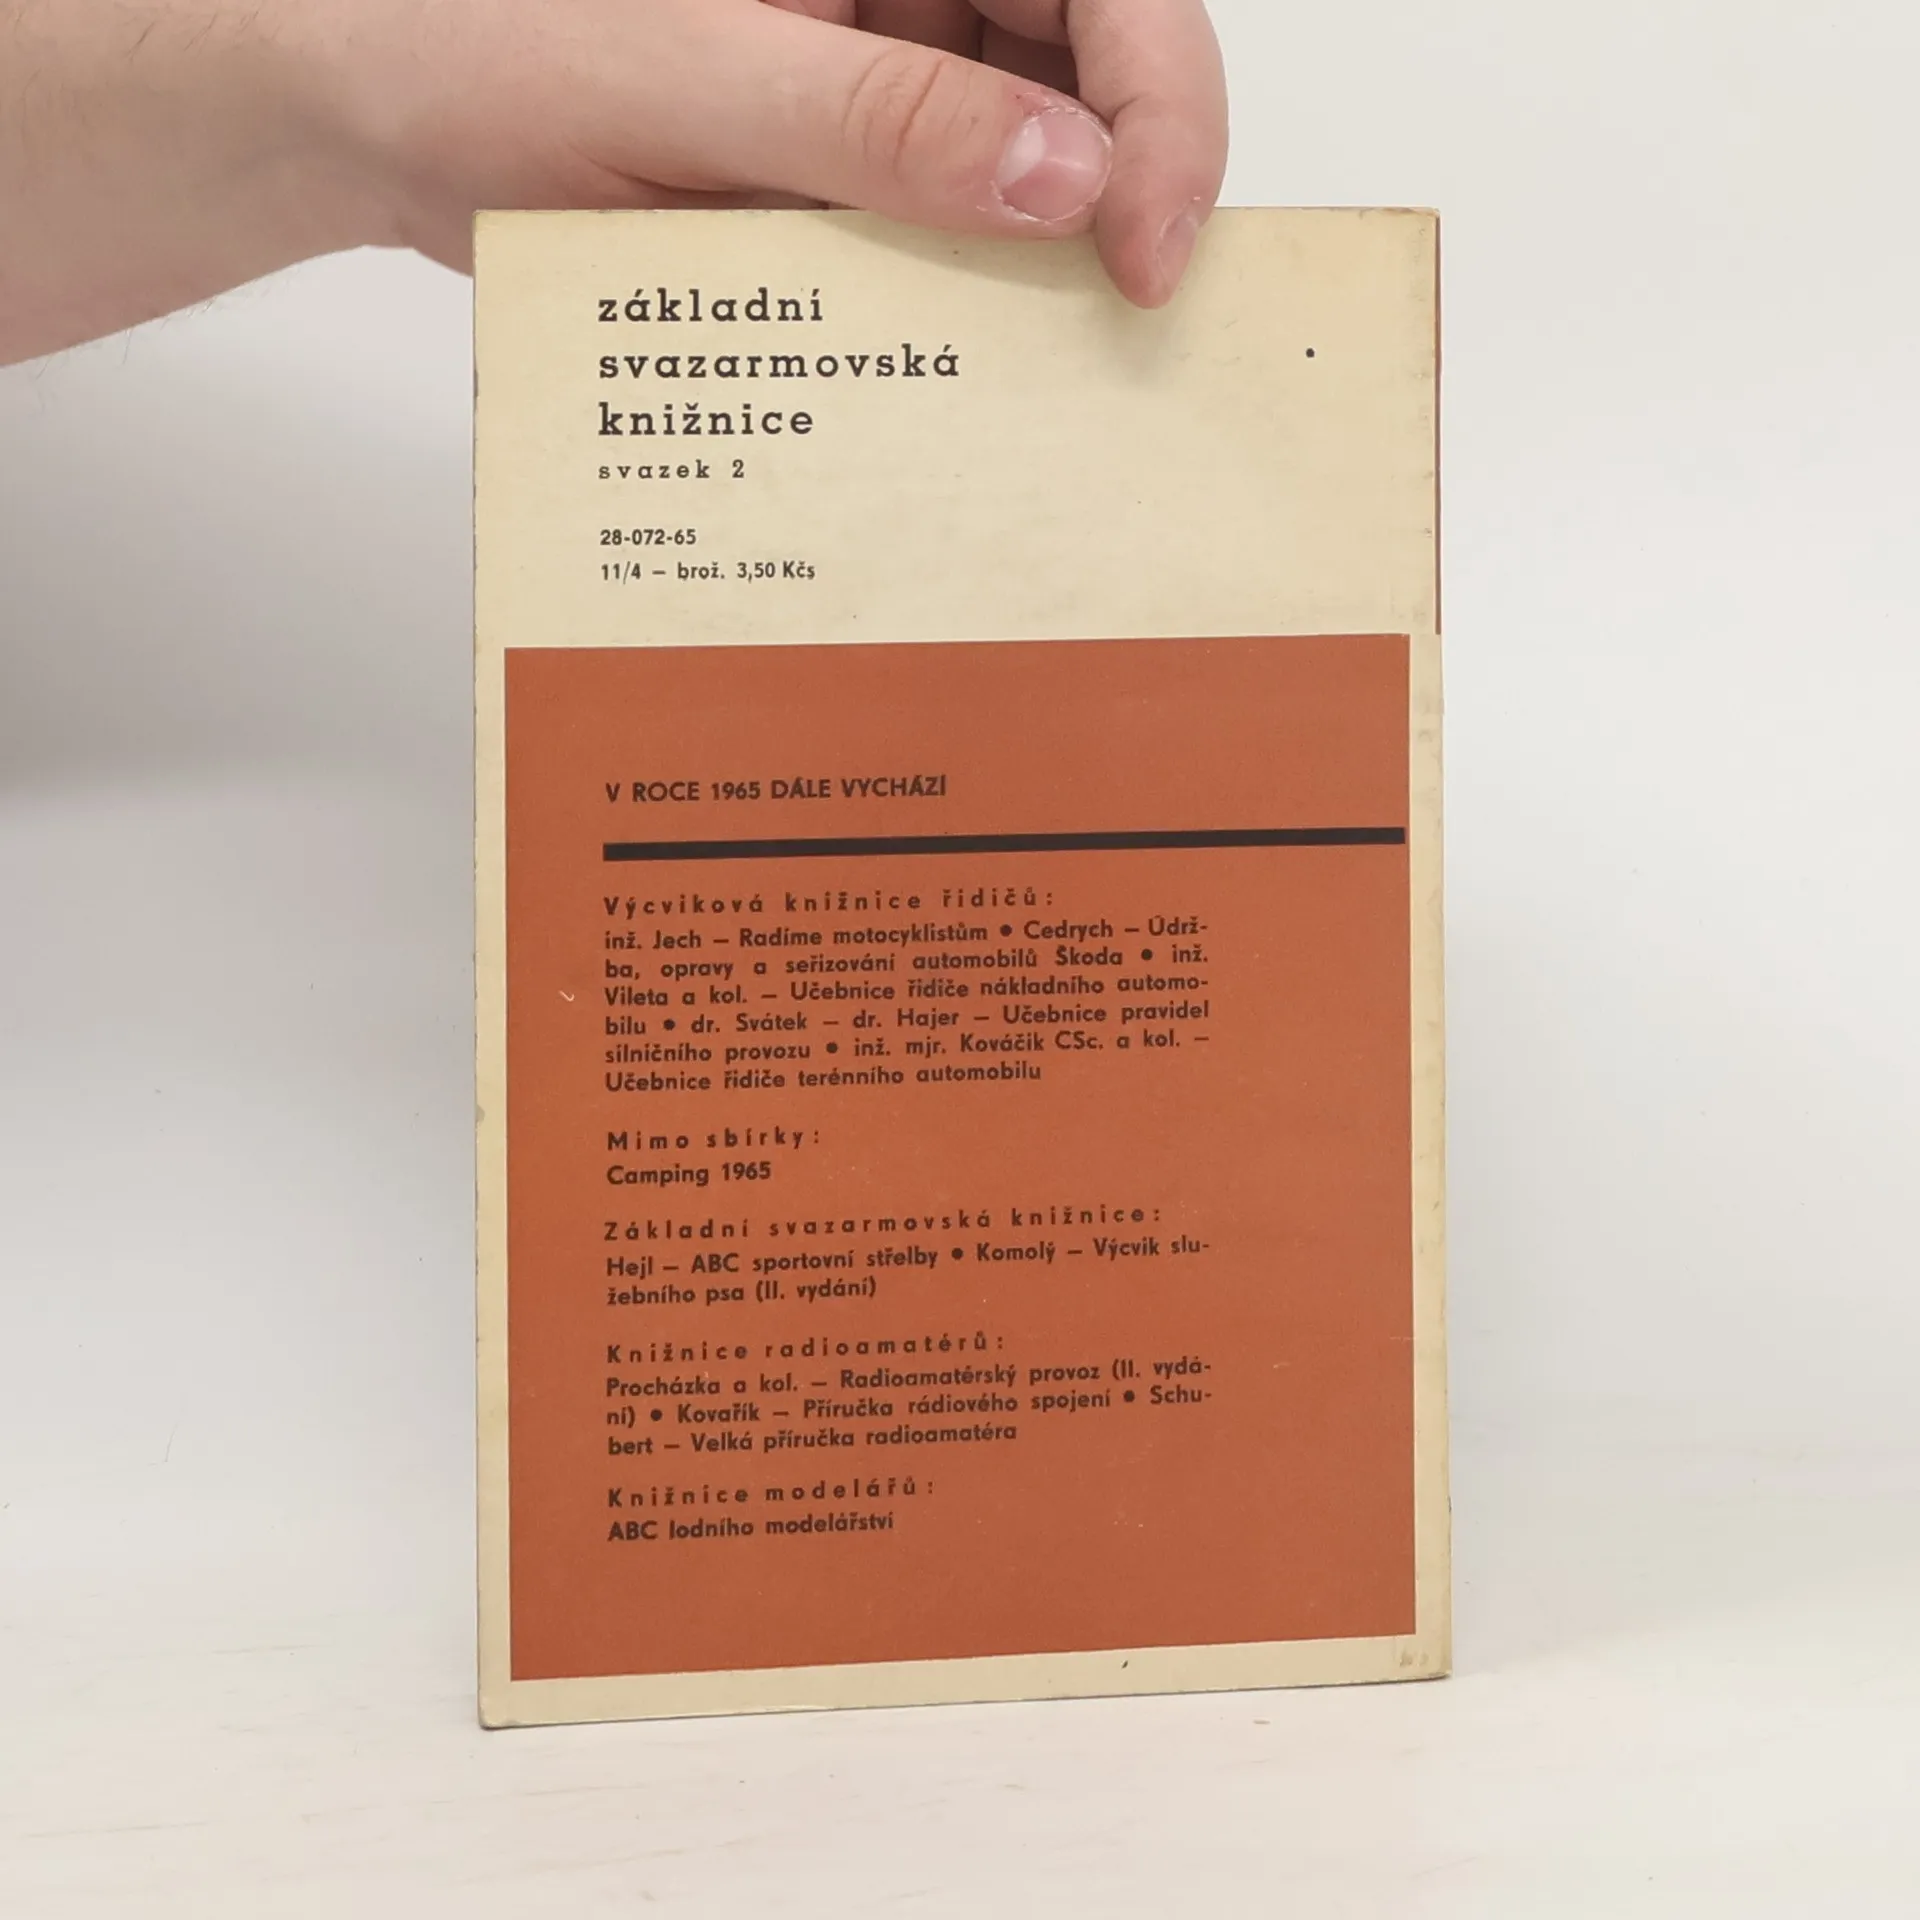 základní
svazarmovská
knižnice
svazek 2
28-072-65
11/4 – brož. 3,50 Kčs
V ROCE 1965 DÁLE VYCHÁZÍ
Výcviková knižnice řidičů:
inž. Jech – Radíme motocyklistům • Cedrych – Údrž-
ba, opravy a seřizování automobilů Škoda • inž.
Vileta a kol. – Učebnice řidiče nákladního automo-
bilu • dr. Svátek – dr. Hajer – Učebnice pravidel
silničního provozu • inž. mjr. Kováčik CSc. a kol. –
Učebnice řidiče terénního automobilu
Mimo sbírky:
Camping 1965
Základní svazarmovská knižnice:
Hejl – ABC sportovní střelby • Komolý – Výcvik slu-
žebního psa (II. vydání)
Knižnice radioamatérů:
Procházka a kol. – Radioamatérský provoz (II. vydá-
ní) • Kovařík – Příručka rádiového spojení • Schu-
bert – Velká příručka radioamatéra
Knižnice modelářů:
ABC lodního modelářství